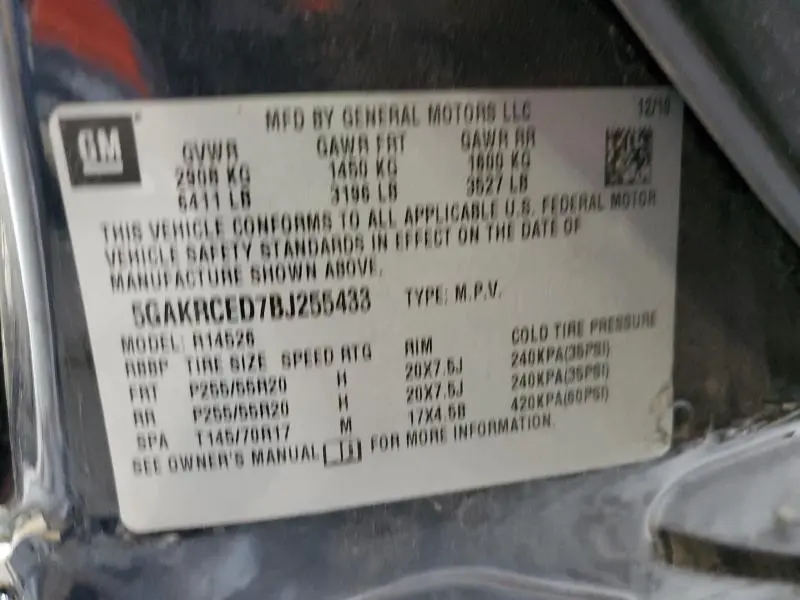 GM
MFD BY GENERAL MOTORS LLC 12/10
GVWR GAWR FRT GAWR RR
2908 KG 1450 KG 1600 KG
6411 LB 3196 LB 3527 LB
THIS VEHICLE CONFORMS TO ALL APPLICABLE U.S. FEDERAL MOTOR
VEHICLE SAFETY STANDARDS IN EFFECT ON THE DATE OF
MANUFACTURE SHOWN ABOVE.
5GAKRCED7BJ255433 TYPE: M.P.V.
MODEL: R14526
RBBP TIRE SIZE SPEED RTG RIM COLD TIRE PRESSURE
FRT P255/55R20 H 20X7.5J 240KPA(35PSI)
RR P255/55R20 H 20X7.5J 240KPA(35PSI)
SPA T145/70R17 M 17X4.5B 420KPA(60PSI)
SEE OWNER'S MANUAL FOR MORE INFORMATION.